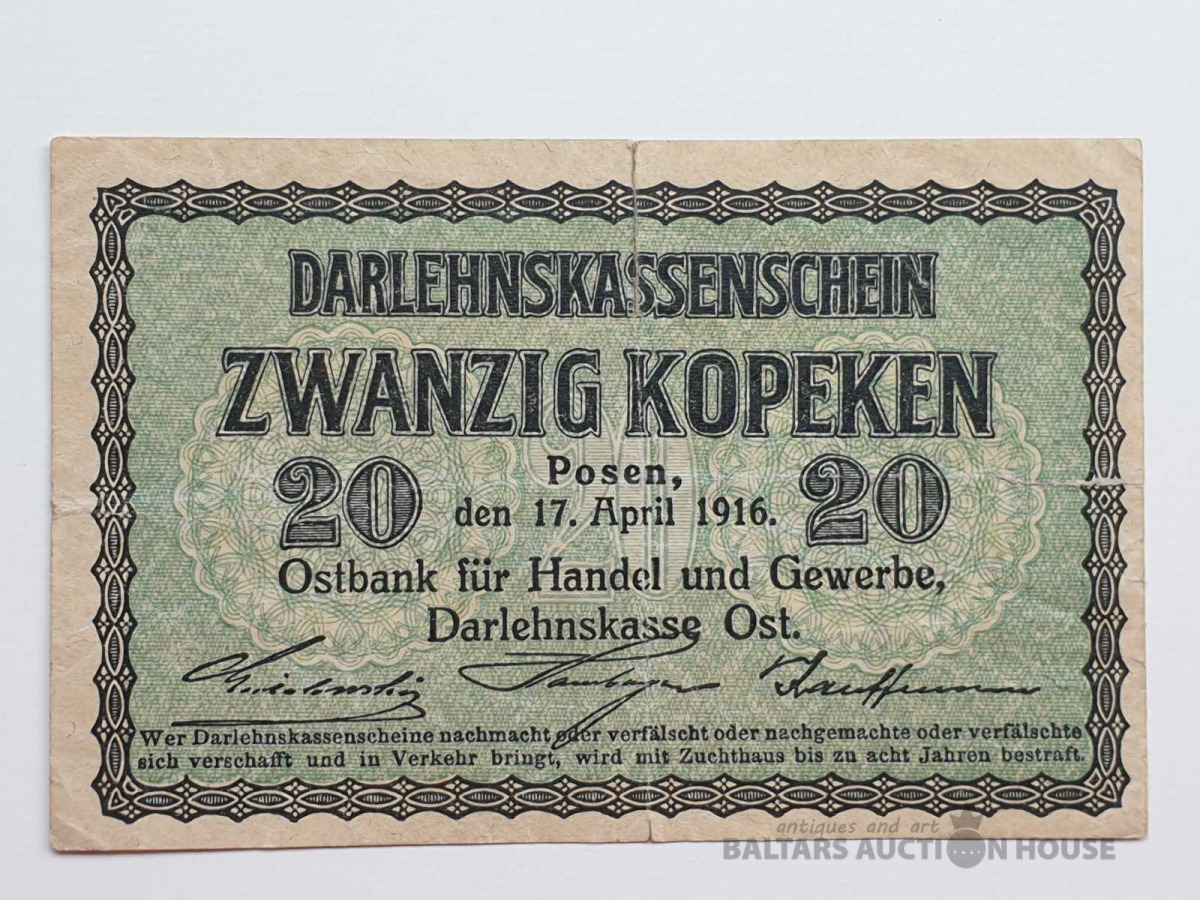 DARLEHNSKASSENSCHEIN
ZWANZIG KOPEKEN
20 Posen, 20
den 17. April 1916.
Ostbank für Handel und Gewerbe,
Darlehnskasse Ost.
Kauffmann
Wer Darlehnskassenscheine nachmacht oder verfälscht oder nachgemachte oder verfälschte
sich verschafft und in Verkehr bringt, wird mit Zuchthaus bis zu acht Jahren bestraft.
antiques and art
BALTARS AUCTION HOUSE